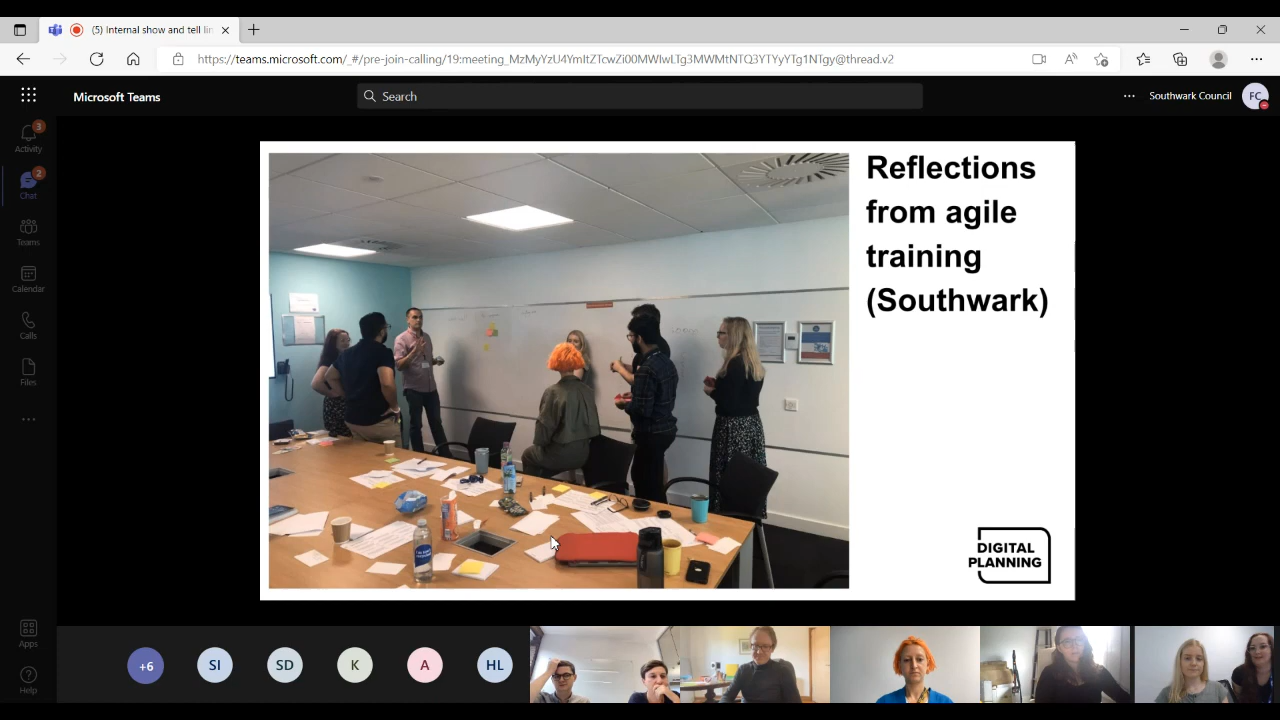 (5) Internal show and tell lin
https://teams.microsoft.com/_#/pre-join-calling/19:meeting_MzMyYzU4YmItZTcwZi00MWIwLTg3MWMtNTQ3YTYyYTg1NTgy@thread.v2
Microsoft Teams
Search
Southwark Council
FC
3
Activity
2
Chat
Teams
Calendar
Calls
Files
Apps
Help
Reflections
from agile
training
(Southwark)
DIGITAL
PLANNING
+6
SI
SD
K
A
HL